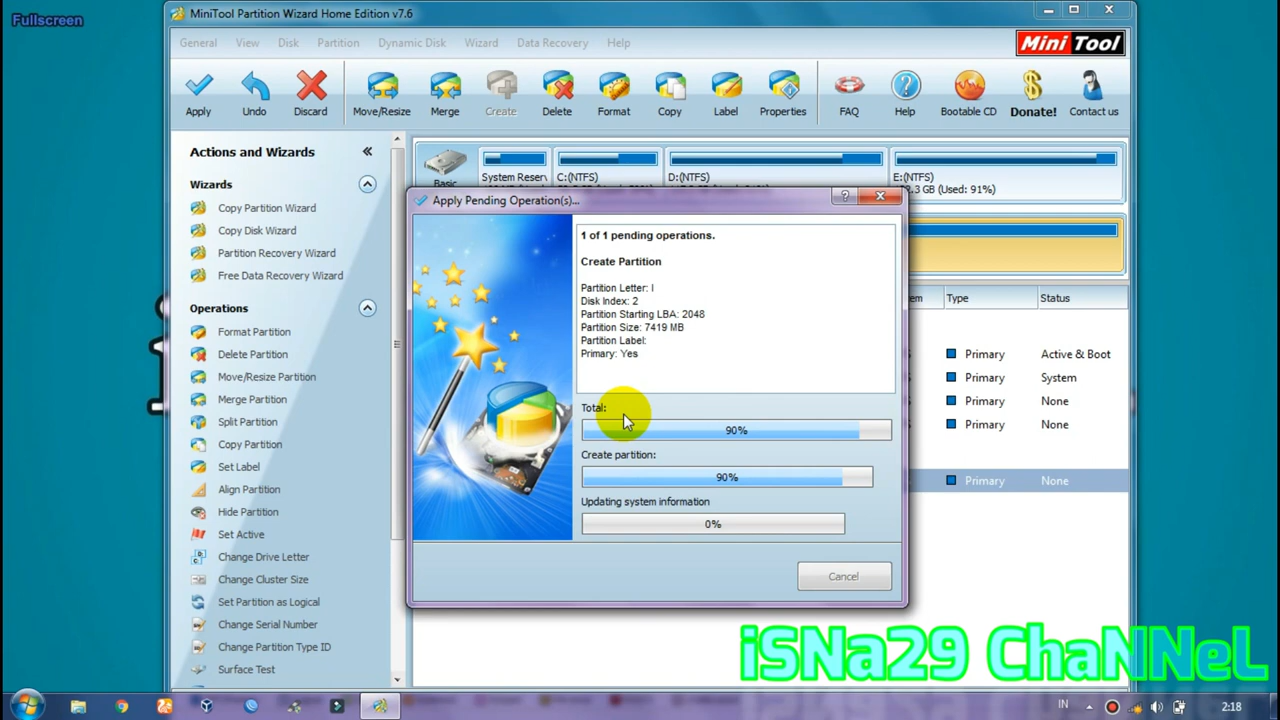 Fullscreen
MiniTool Partition Wizard Home Edition v7.6
General View Disk Partition Dynamic Disk Wizard Data Recovery Help
Mini Tool
Apply Undo Discard Move/Resize Merge Create Delete Format Copy Label Properties FAQ Help Bootable CD Donate! Contact us
Actions and Wizards
Wizards
Copy Partition Wizard
Copy Disk Wizard
Partition Recovery Wizard
Free Data Recovery Wizard
Operations
Format Partition
Delete Partition
Move/Resize Partition
Merge Partition
Split Partition
Copy Partition
Set Label
Align Partition
Hide Partition
Set Active
Change Drive Letter
Change Cluster Size
Set Partition as Logical
Change Serial Number
Change Partition Type ID
Surface Test
System Reserv C:(NTFS) D:(NTFS) E:(NTFS)
Basic
GB (Used: 91%)
Type Status
Primary Active & Boot
Primary System
Primary None
Primary None
Primary None
Apply Pending Operation(s)...
1 of 1 pending operations.
Create Partition
Partition Letter: I
Disk Index: 2
Partition Starting LBA: 2048
Partition Size: 7419 MB
Partition Label:
Primary: Yes
Total:
90%
Create partition:
90%
Updating system information
0%
Cancel
iSNa29 ChaNNeL
IN 2:18